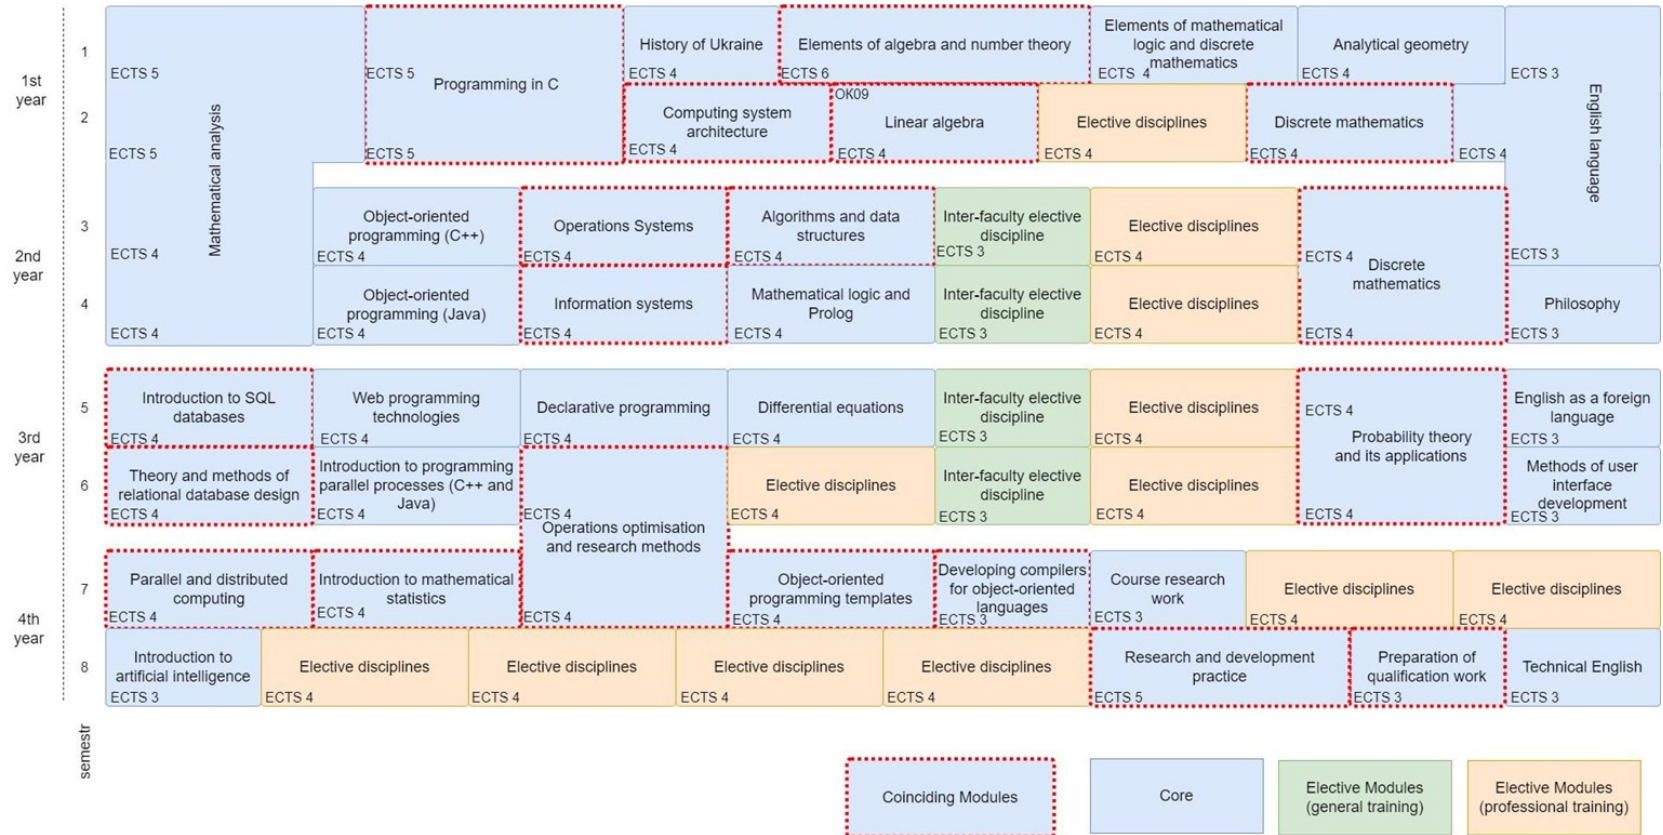 1st
year
1
2
Mathematical analysis
ECTS 5
ECTS 5
ECTS 4
ECTS 4
Programming in C
ECTS 5
ECTS 5
History of Ukraine
ECTS 4
Elements of algebra and number theory
ECTS 6
Elements of mathematical
logic and discrete
mathematics
ECTS 4
Analytical geometry
ECTS 4
English language
ECTS 3
ECTS 4
ECTS 3
Computing system
architecture
ECTS 4
OK09
Linear algebra
ECTS 4
Elective disciplines
ECTS 4
Discrete mathematics
ECTS 4
2nd
year
3
4
Object-oriented
programming (C++)
ECTS 4
Operations Systems
ECTS 4
Algorithms and data
structures
ECTS 4
Inter-faculty elective
discipline
ECTS 3
Elective disciplines
ECTS 4
Discrete
mathematics
ECTS 4
ECTS 4
Object-oriented
programming (Java)
ECTS 4
Information systems
ECTS 4
Mathematical logic and
Prolog
ECTS 4
Inter-faculty elective
discipline
ECTS 3
Elective disciplines
ECTS 4
Philosophy
ECTS 3
3rd
year
5
6
Introduction to SQL
databases
ECTS 4
Web programming
technologies
ECTS 4
Declarative programming
ECTS 4
Differential equations
ECTS 4
Inter-faculty elective
discipline
ECTS 3
Elective disciplines
ECTS 4
ECTS 4
Probability theory
and its applications
ECTS 4
English as a foreign
language
ECTS 3
Theory and methods of
relational database design
ECTS 4
Introduction to programming
parallel processes (C++ and
Java)
ECTS 4
ECTS 4
Operations optimisation
and research methods
ECTS 4
Elective disciplines
ECTS 4
Inter-faculty elective
discipline
ECTS 3
Elective disciplines
ECTS 4
Methods of user
interface
development
ECTS 3
4th
year
7
8
Parallel and distributed
computing
ECTS 4
Introduction to mathematical
statistics
ECTS 4
Object-oriented
programming templates
ECTS 4
Developing compilers
for object-oriented
languages
ECTS 3
Course research
work
ECTS 3
Elective disciplines
ECTS 4
Elective disciplines
ECTS 4
Introduction to
artificial intelligence
ECTS 3
Elective disciplines
ECTS 4
Elective disciplines
ECTS 4
Elective disciplines
ECTS 4
Elective disciplines
ECTS 4
Research and development
practice
ECTS 5
Preparation of
qualification work
ECTS 3
Technical English
ECTS 3
semestr
Coinciding Modules
Core
Elective Modules
(general training)
Elective Modules
(professional training)